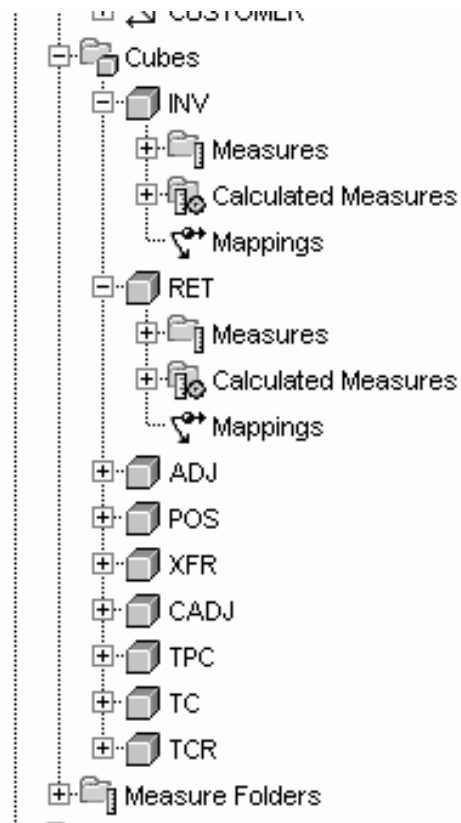 CUSTOMER
Cubes
INV
Measures
Calculated Measures
Mappings
RET
Measures
Calculated Measures
Mappings
ADJ
POS
XFR
CADJ
TPC
TC
TCR
Measure Folders